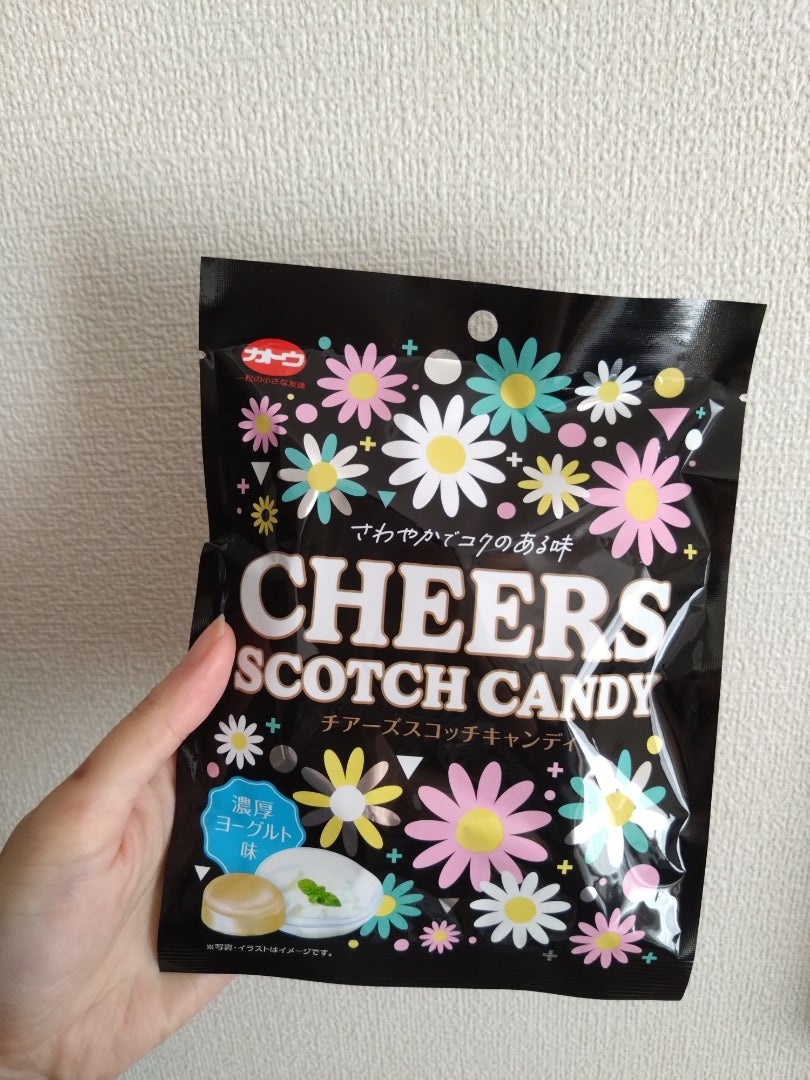 カトウ
一粒の小さな友達
さわやかでコクのある味
CHEERS
SCOTCH CANDY
チアーズスコッチキャンディ
濃厚
ヨーグルト
味
※写真・イラストはイメージです。